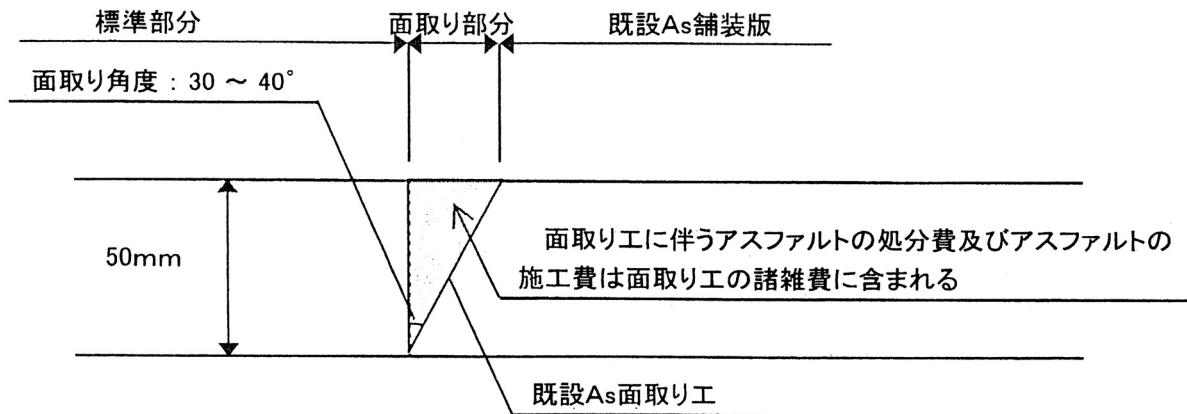 標準部分
面取り部分
既設As舗装版
面取り角度：30 ～ 40°
50mm
面取り工に伴うアスファルトの処分費及びアスファルトの
施工費は面取り工の諸雑費に含まれる
既設As面取り工